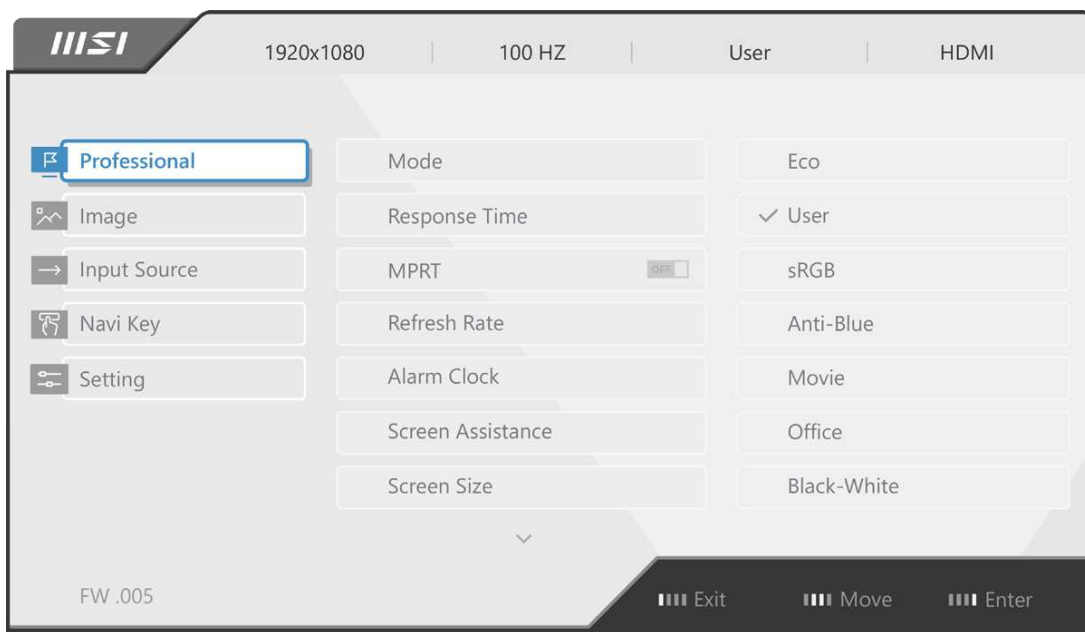 msi
1920x1080 100 HZ User HDMI
Professional
Image
Input Source
Navi Key
Setting
Mode
Response Time
MPRT OFF
Refresh Rate
Alarm Clock
Screen Assistance
Screen Size
Eco
User
sRGB
Anti-Blue
Movie
Office
Black-White
FW .005
Exit Move Enter